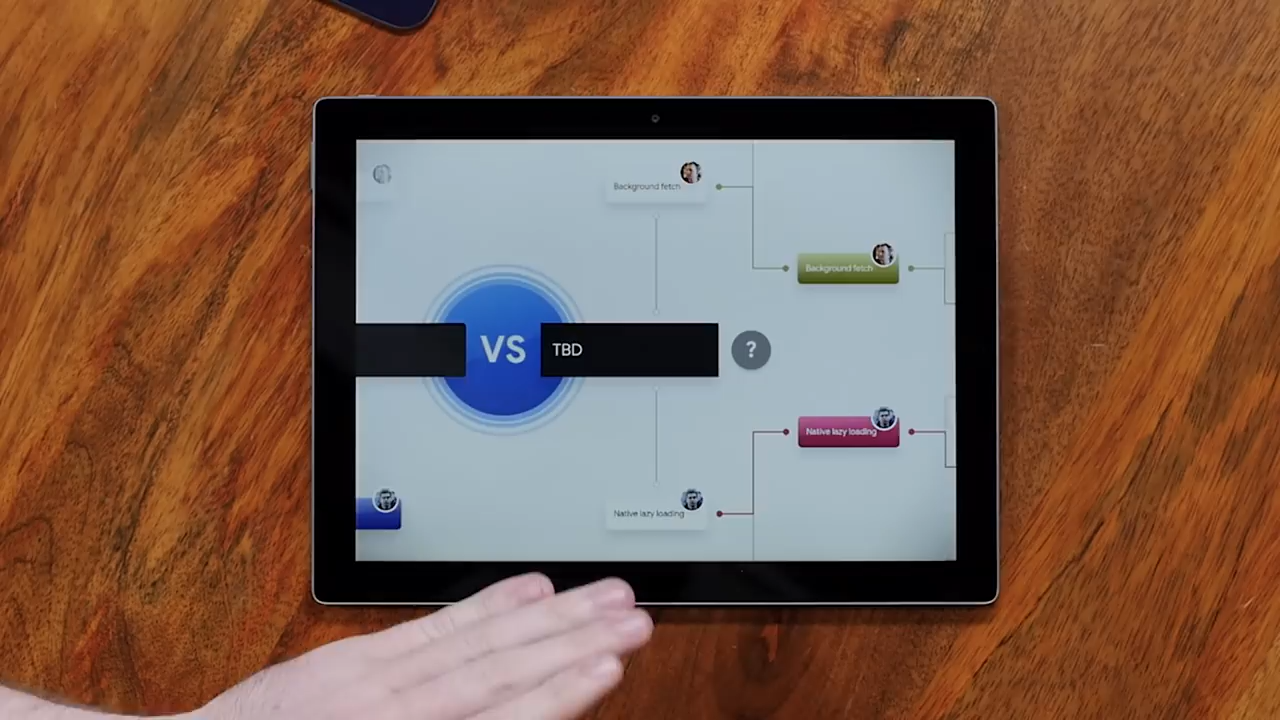 Background fetch
Background fetch
VS
TBD
?
Native lazy loading
Native lazy loading